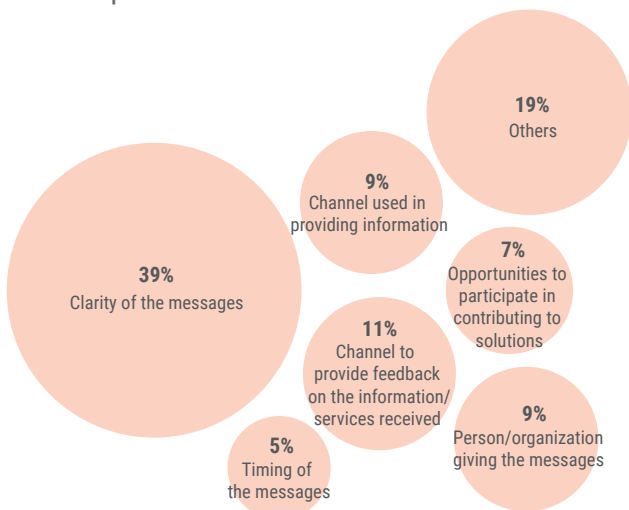 19%
Others
9%
Channel used in
providing information
39%
Clarity of the messages
7%
Opportunities to
participate in
contributing to
solutions
11%
Channel to
provide feedback
on the information/
services received
9%
Person/organization
giving the messages
5%
Timing of
the messages